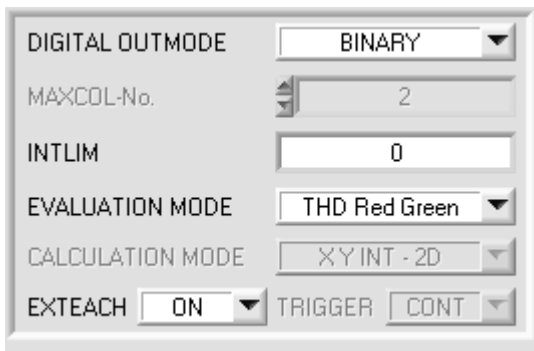 DIGITAL OUTMODE BINARY
MAXCOL-No. 2
INTLIM 0
EVALUATION MODE THD Red Green
CALCULATION MODE X Y INT - 2D
EXTEACH ON TRIGGER CONT